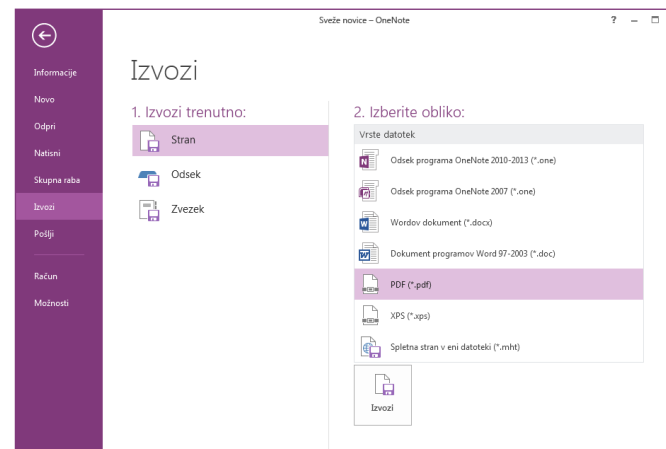 Sveže novice – OneNote
?
Informacije
Novo
Odpri
Natisni
Skupna raba
Izvozi
Pošlji
Račun
Možnosti
Izvozi
1. Izvozi trenutno:
Stran
Odsek
Zvezek
2. Izberite obliko:
Vrste datotek
Odsek programa OneNote 2010-2013 (*.one)
Odsek programa OneNote 2007 (*.one)
Wordov dokument (*.docx)
Dokument programov Word 97-2003 (*.doc)
PDF (*.pdf)
XPS (*.xps)
Spletna stran v eni datoteki (*.mht)
Izvozi